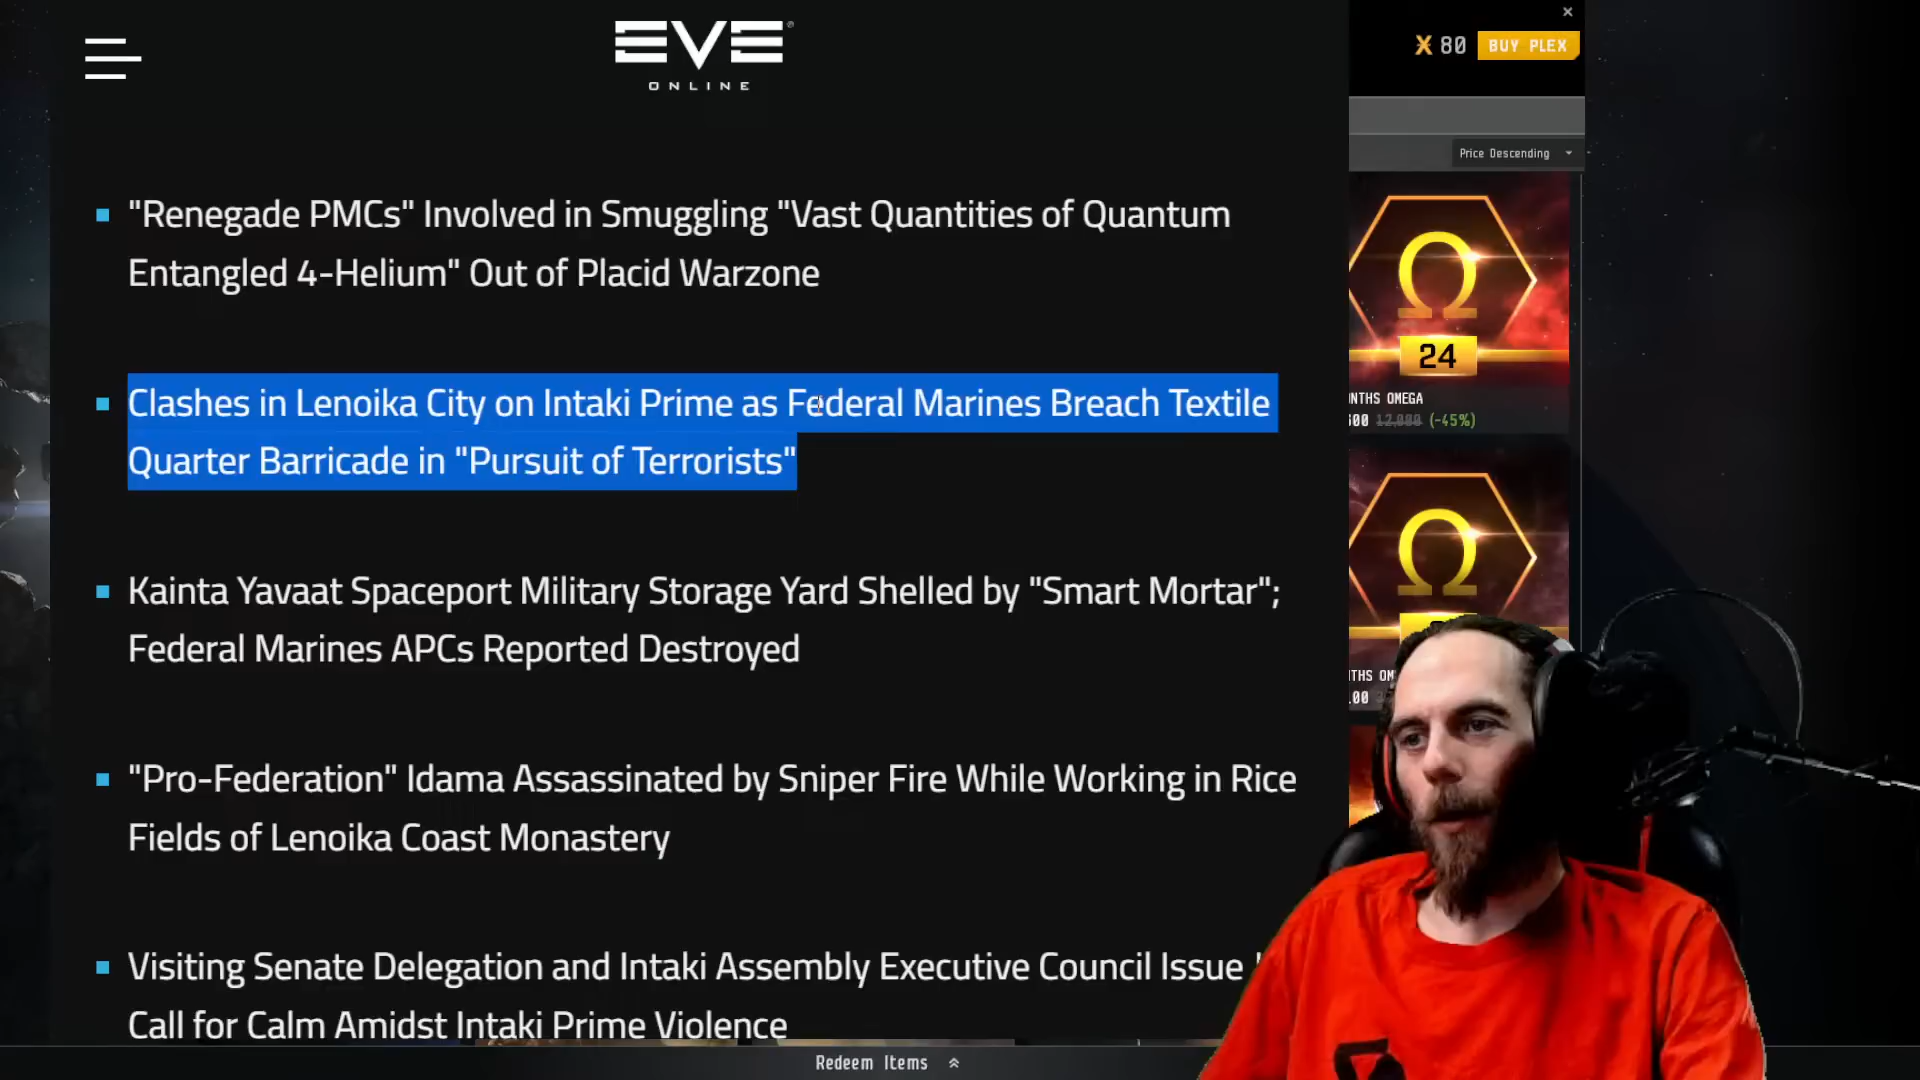 EVE
ONLINE
80 BUY PLEX
Price Descending
"Renegade PMCs" Involved in Smuggling "Vast Quantities of Quantum
Entangled 4-Helium" Out of Placid Warzone
Clashes in Lenoika City on Intaki Prime as Federal Marines Breach Textile
Quarter Barricade in "Pursuit of Terrorists"
Kainta Yavaat Spaceport Military Storage Yard Shelled by "Smart Mortar";
Federal Marines APCs Reported Destroyed
"Pro-Federation" Idama Assassinated by Sniper Fire While Working in Rice
Fields of Lenoika Coast Monastery
Visiting Senate Delegation and Intaki Assembly Executive Council Issue
Call for Calm Amidst Intaki Prime Violence
Ω
24
OMEGA
12,000 (-45%)
Ω
Redeem Items